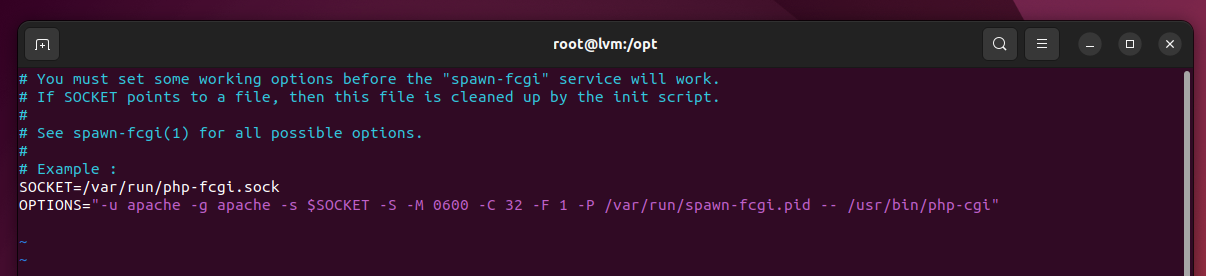 root@lvm:/opt
# You must set some working options before the "spawn-fcgi" service will work.
# If SOCKET points to a file, then this file is cleaned up by the init script.
#
# See spawn-fcgi(1) for all possible options.
#
# Example :
SOCKET=/var/run/php-fcgi.sock
OPTIONS="-u apache -g apache -s $SOCKET -S -M 0600 -C 32 -F 1 -P /var/run/spawn-fcgi.pid -- /usr/bin/php-cgi"
~
~